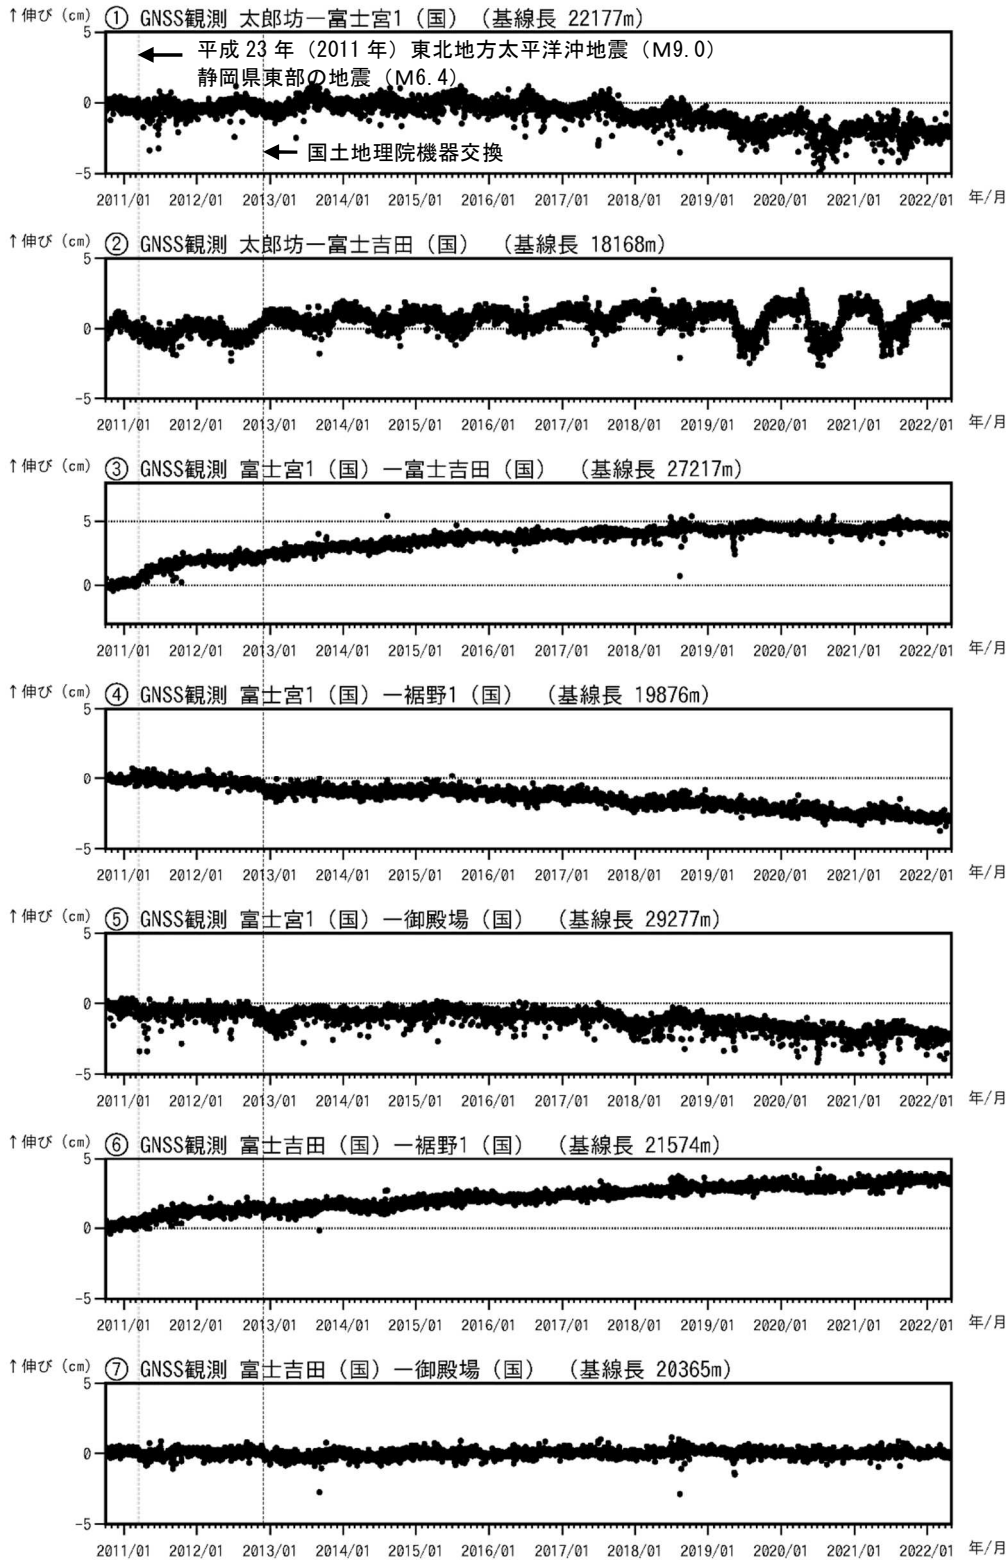 ↑伸び (cm) ① GNSS観測 太郎坊―富士宮1（国）（基線長 22177m）
5
平成 23 年（2011 年）東北地方太平洋沖地震（M9.0）
静岡県東部の地震（M6.4）
0
国土地理院機器交換
-5
2011/01 2012/01 2013/01 2014/01 2015/01 2016/01 2017/01 2018/01 2019/01 2020/01 2021/01 2022/01 年/月
↑伸び (cm) ② GNSS観測 太郎坊―富士吉田（国） （基線長 18168m）
5
0
-5
2011/01 2012/01 2013/01 2014/01 2015/01 2016/01 2017/01 2018/01 2019/01 2020/01 2021/01 2022/01 年/月
↑伸び (cm) ③ GNSS観測 富士宮1（国）―富士吉田（国） （基線長 27217m）
5
0
2011/01 2012/01 2013/01 2014/01 2015/01 2016/01 2017/01 2018/01 2019/01 2020/01 2021/01 2022/01 年/月
↑伸び (cm) ④ GNSS観測 富士宮1（国）―裾野1（国） （基線長 19876m）
5
0
-5
2011/01 2012/01 2013/01 2014/01 2015/01 2016/01 2017/01 2018/01 2019/01 2020/01 2021/01 2022/01 年/月
↑伸び (cm) ⑤ GNSS観測 富士宮1（国）―御殿場（国） （基線長 29277m）
5
0
-5
2011/01 2012/01 2013/01 2014/01 2015/01 2016/01 2017/01 2018/01 2019/01 2020/01 2021/01 2022/01 年/月
↑伸び (cm) ⑥ GNSS観測 富士吉田（国）―裾野1（国） （基線長 21574m）
5
0
-5
2011/01 2012/01 2013/01 2014/01 2015/01 2016/01 2017/01 2018/01 2019/01 2020/01 2021/01 2022/01 年/月
↑伸び (cm) ⑦ GNSS観測 富士吉田（国）―御殿場（国） （基線長 20365m）
5
0
-5
2011/01 2012/01 2013/01 2014/01 2015/01 2016/01 2017/01 2018/01 2019/01 2020/01 2021/01 2022/01 年/月